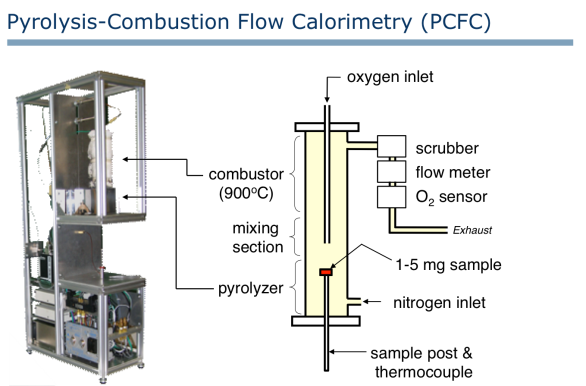 Pyrolysis-Combustion Flow Calorimetry (PCFC)
oxygen inlet
scrubber
flow meter
O₂ sensor
Exhaust
combustor
(900°C)
mixing
section
1-5 mg sample
pyrolyzer
nitrogen inlet
sample post &
thermocouple